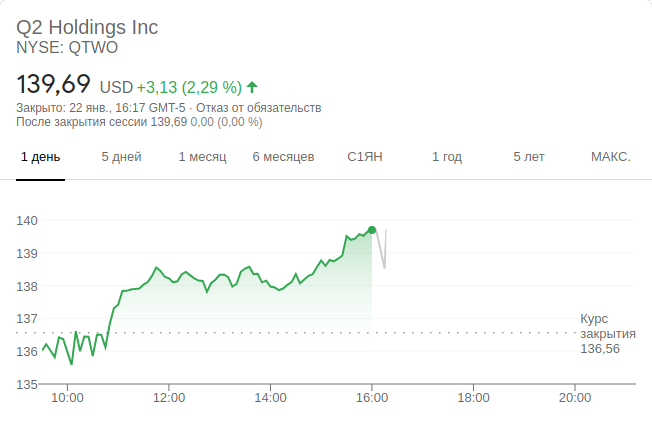 Q2 Holdings Inc
NYSE: QTWO
139,69 USD +3,13 (2,29 %)
Закрыто: 22 янв., 16:17 GMT-5 · Отказ от обязательств
После закрытия сессии 139,69 0,00 (0,00 %)
1 день 5 дней 1 месяц 6 месяцев С1ЯН 1 год 5 лет МАКС.
140
139
138
137
Курс
закрытия
136,56
136
135
10:00 12:00 14:00 16:00 18:00 20:00